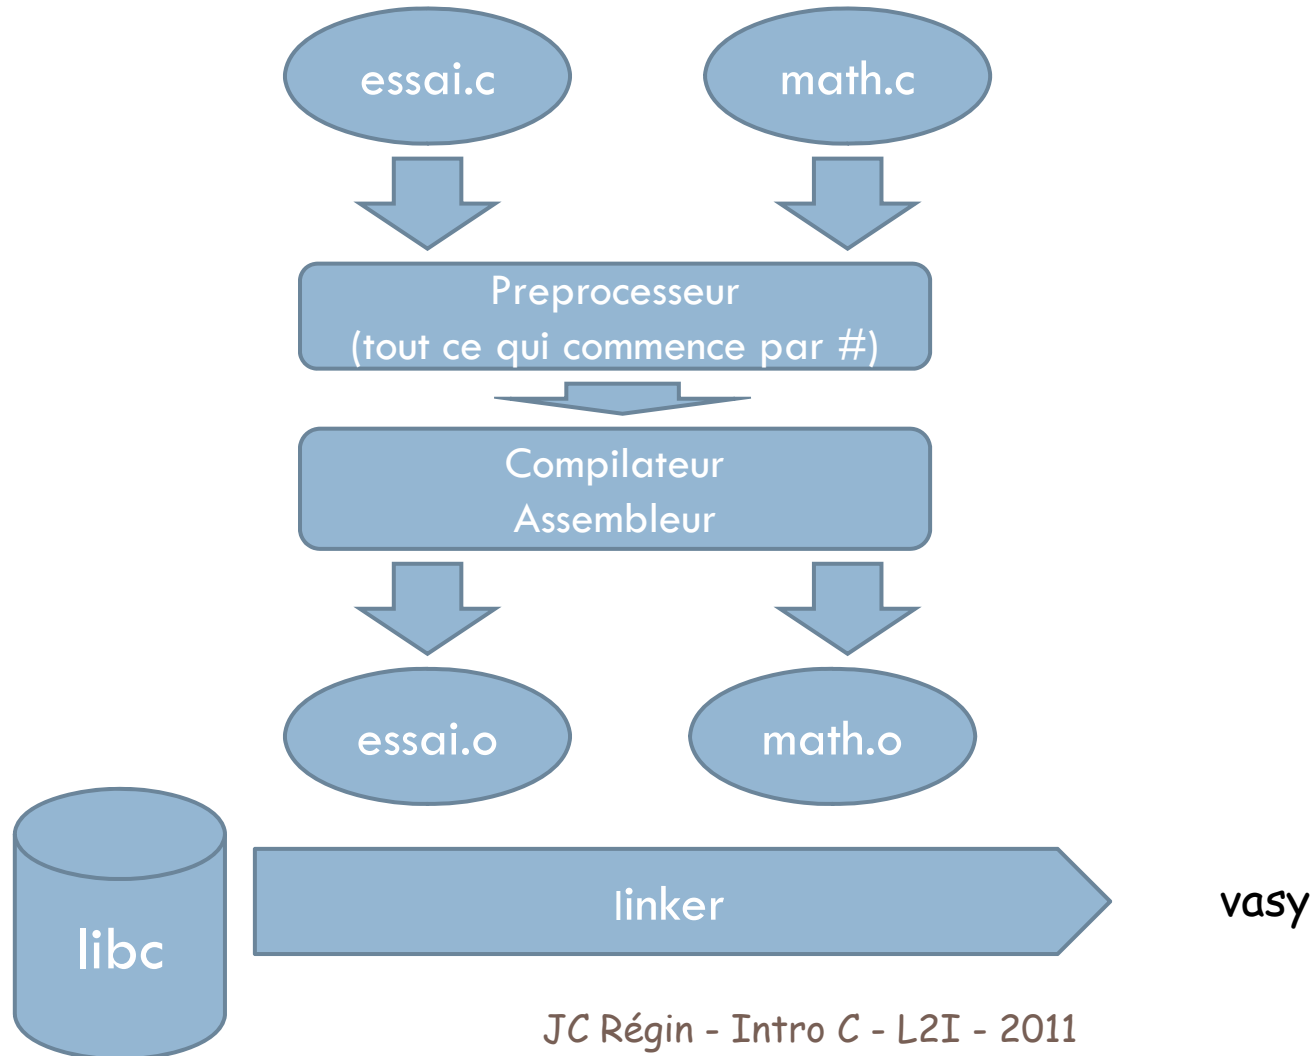 essai.c
math.c
Preprocesseur
(tout ce qui commence par #)
Compilateur
Assembleur
essai.o
math.o
libc
linker
vasy
JC Régin - Intro C - L2I - 2011